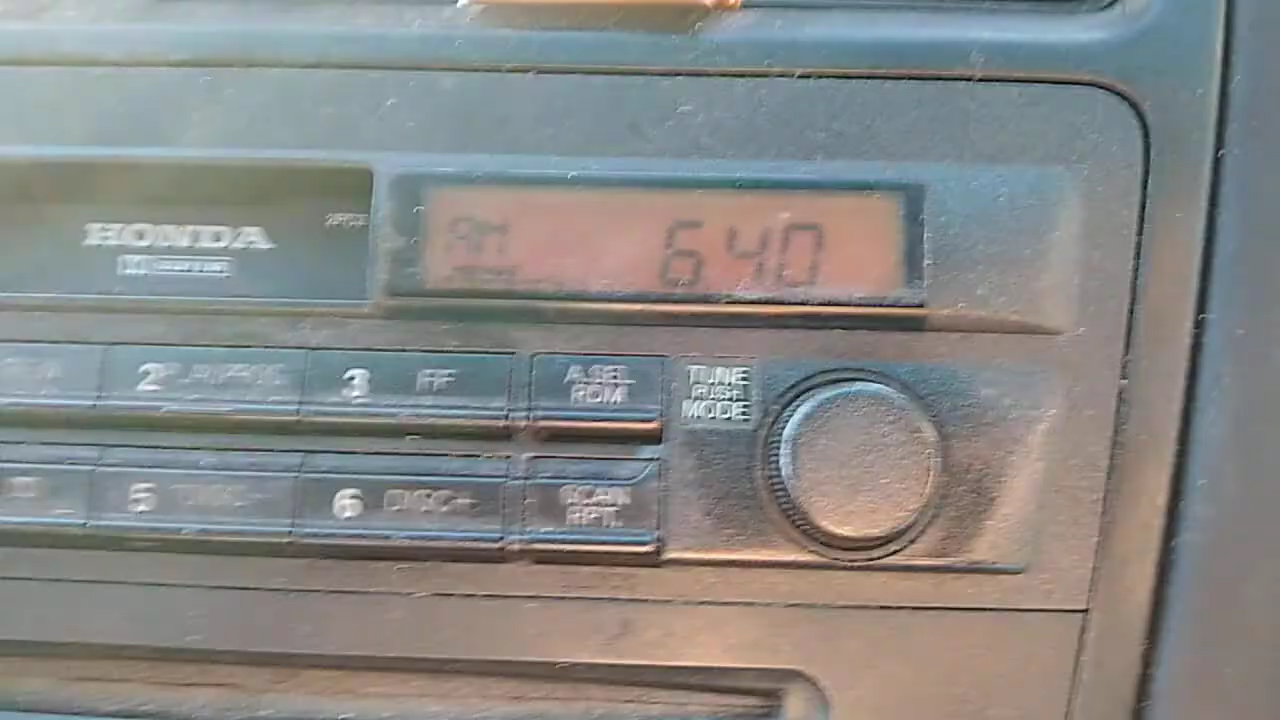 HONDA
AM 640
2 3 FF A.SEL
RDM
TUNE
PUSH
MODE
5 6 DISC+ SCAN
RPT.